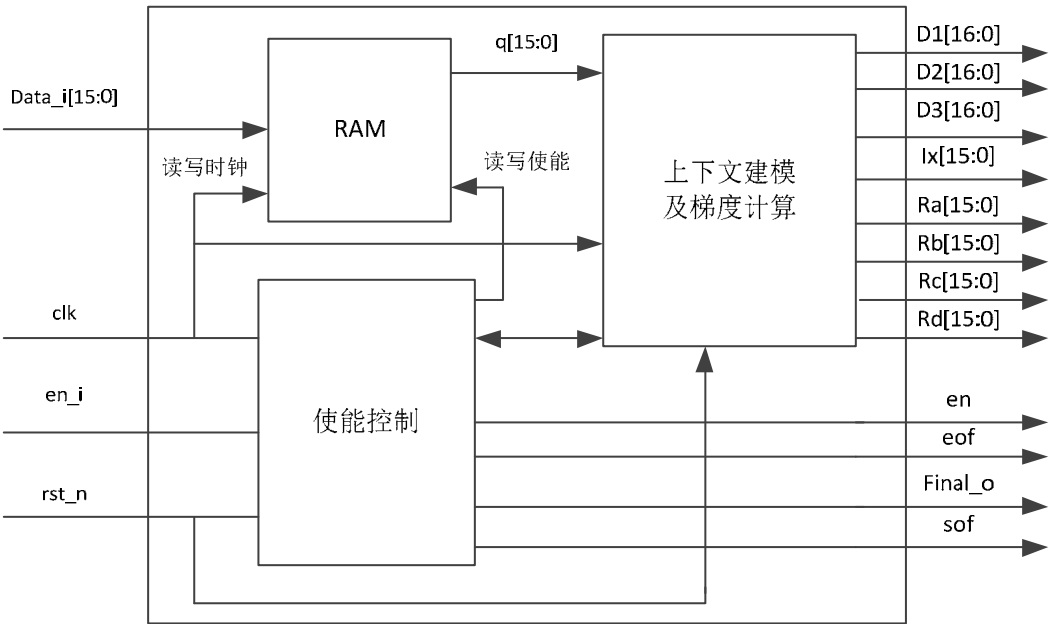 Data_i[15:0]
RAM
q[15:0]
读写时钟
读写使能
上下文建模
及梯度计算
D1[16:0]
D2[16:0]
D3[16:0]
Ix[15:0]
Ra[15:0]
Rb[15:0]
Rc[15:0]
Rd[15:0]
clk
en_i
rst_n
使能控制
en
eof
Final_o
sof